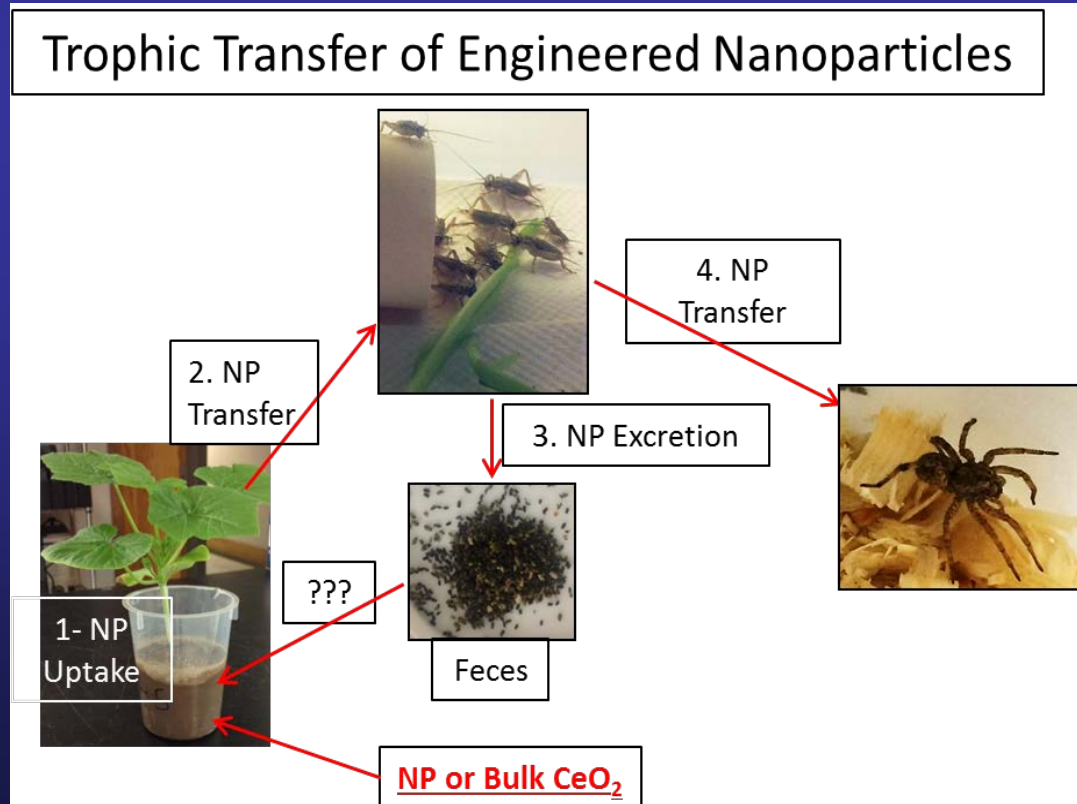 Trophic Transfer of Engineered Nanoparticles
4. NP
Transfer
2. NP
Transfer
3. NP Excretion
???
1- NP
Uptake
Feces
NP or Bulk CeO₂